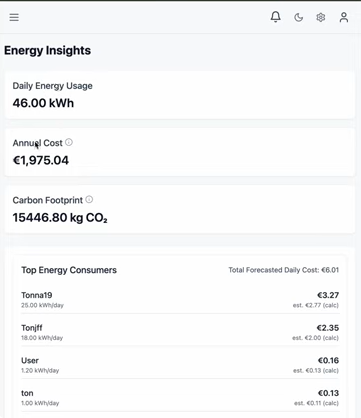 Energy Insights
Daily Energy Usage
46.00 kWh
Annual Cost
€1,975.04
Carbon Footprint
15446.80 kg CO₂
Top Energy Consumers
Total Forecasted Daily Cost: €6.01
Tonna19
€3.27
25.00 kWh/day
est. €2.77 (calc)
Tonjff
€2.35
18.00 kWh/day
est. €2.00 (calc)
User
€0.16
1.20 kWh/day
est. €0.13 (calc)
ton
€0.13
1.00 kWh/day
est. €0.11 (calc)